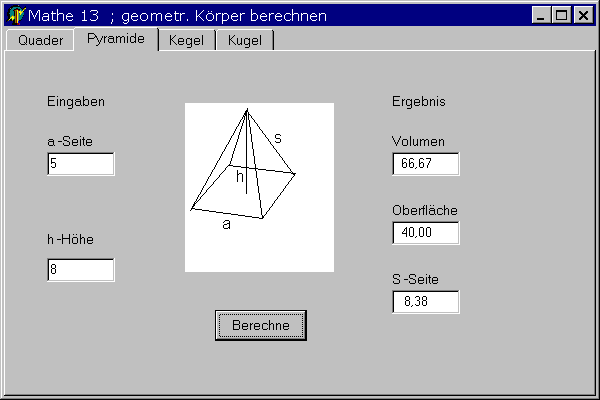 Mathe 13 ; geometr. Körper berechnen
Quader Pyramide Kegel Kugel
Eingaben
a-Seite
5
h-Höhe
8
s
h
a
Berechne
Ergebnis
Volumen
66,67
Oberfläche
40,00
S-Seite
8,38